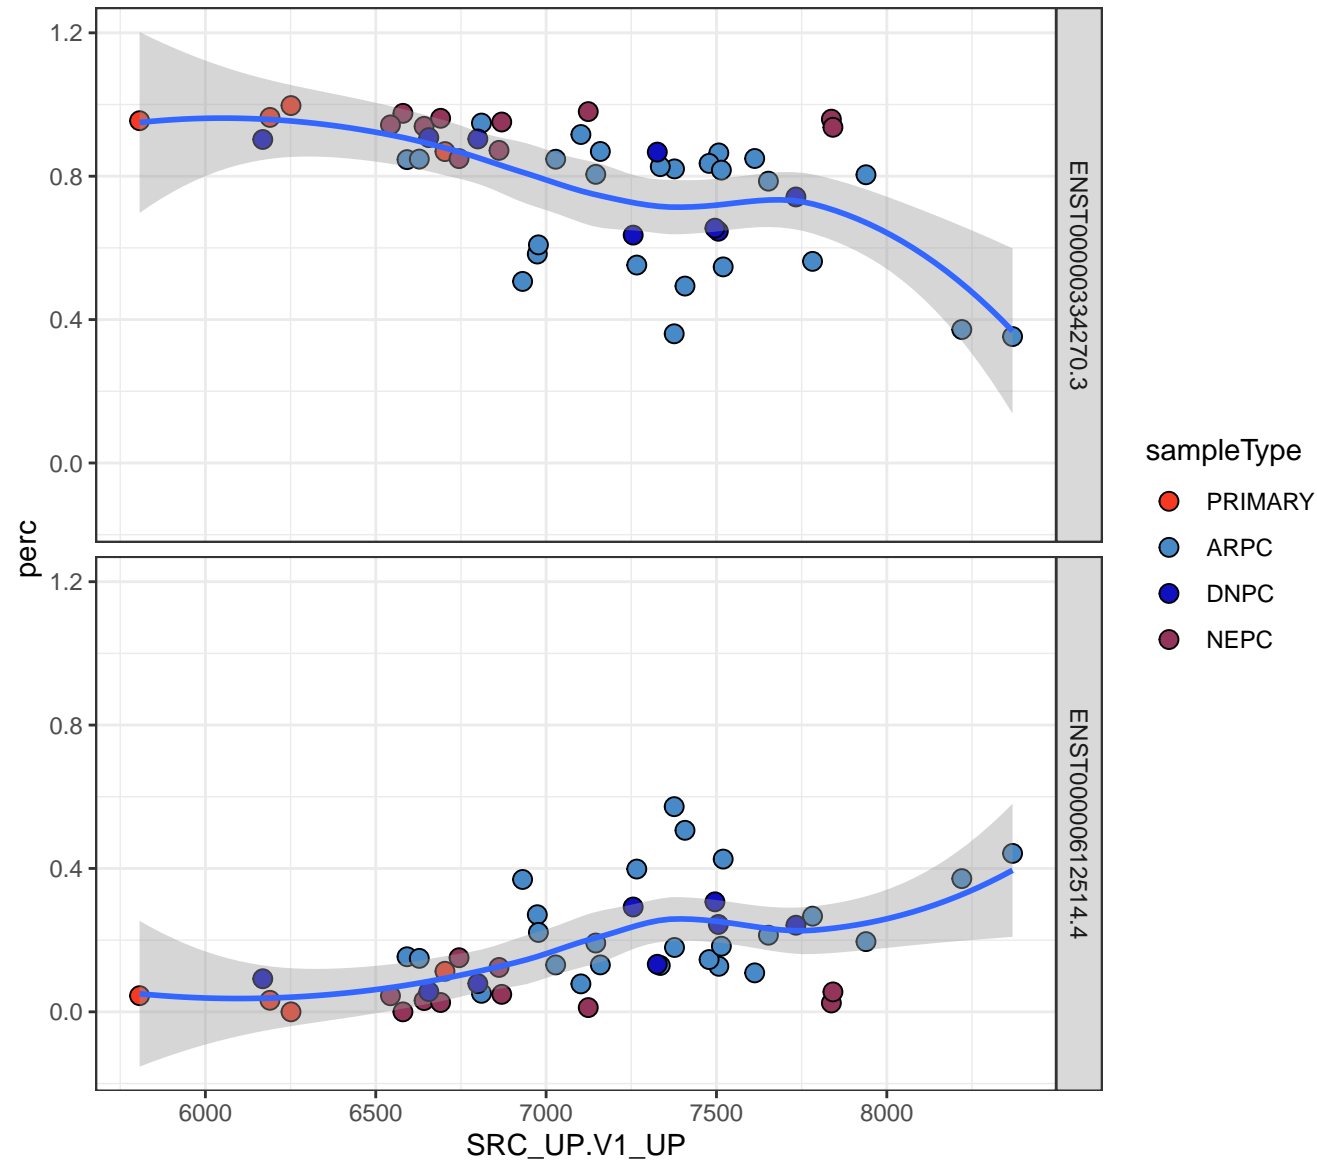 1.2
0.8
0.4
0.0
ENST00000334270.3
perc
1.2
0.8
0.4
0.0
ENST00000612514.4
6000
6500
7000
7500
8000
SRC_UP.V1_UP
sampleType
PRIMARY
ARPC
DNPC
NEPC